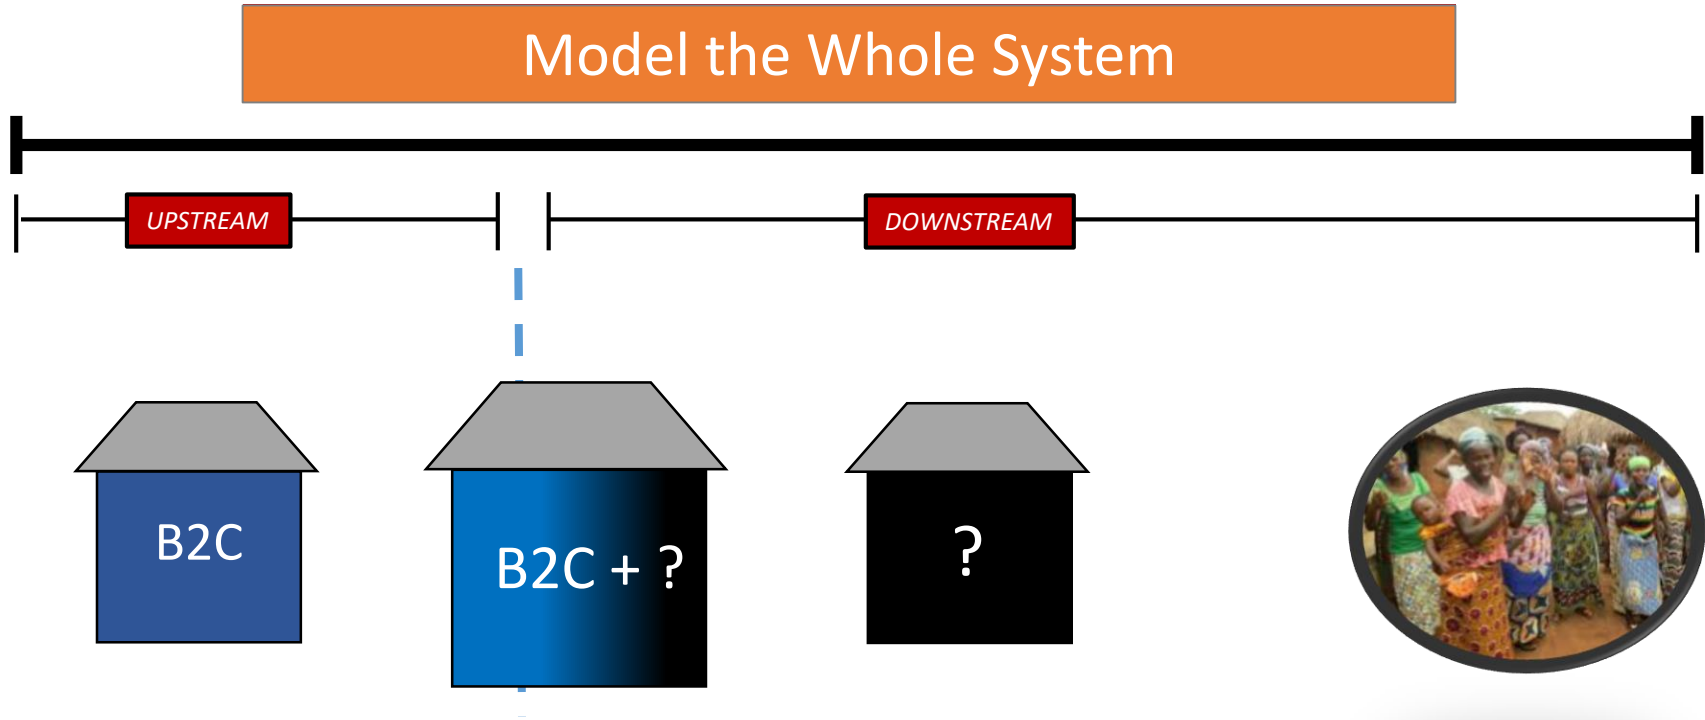 Model the Whole System
UPSTREAM
DOWNSTREAM
B2C
B2C + ?
?